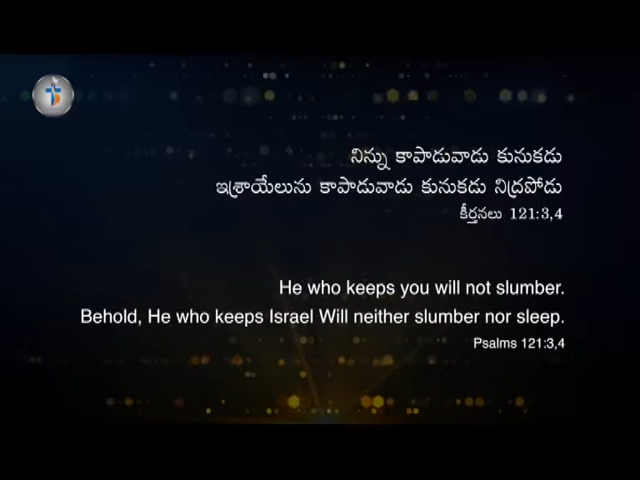 నిన్ను కాపాడువాడు కునుకడు
ఇశ్రాయేలును కాపాడువాడు కునుకడు నిద్రపోడు
కీర్తనలు 121:3,4
He who keeps you will not slumber.
Behold, He who keeps Israel Will neither slumber nor sleep.
Psalms 121:3,4